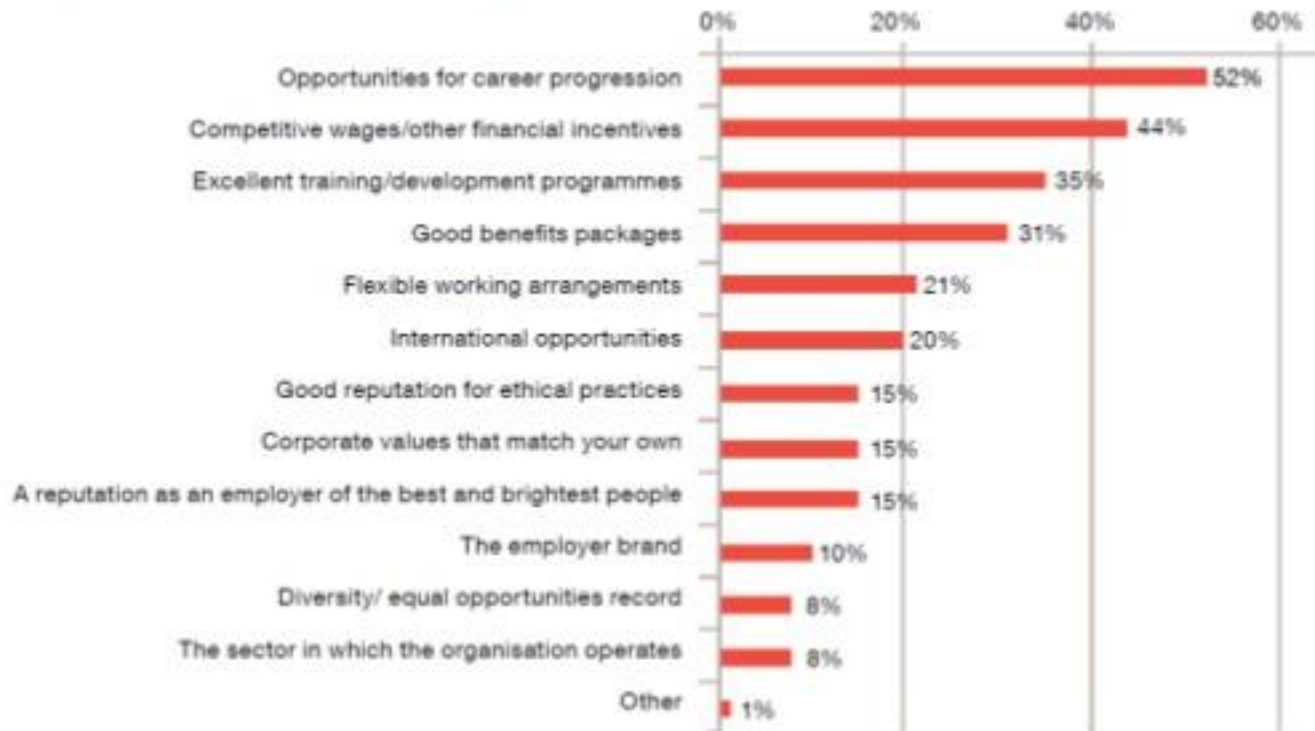 0% 20% 40% 60%
Opportunities for career progression 52%
Competitive wages/other financial incentives 44%
Excellent training/development programmes 35%
Good benefits packages 31%
Flexible working arrangements 21%
International opportunities 20%
Good reputation for ethical practices 15%
Corporate values that match your own 15%
A reputation as an employer of the best and brightest people 15%
The employer brand 10%
Diversity/ equal opportunities record 8%
The sector in which the organisation operates 8%
Other 1%